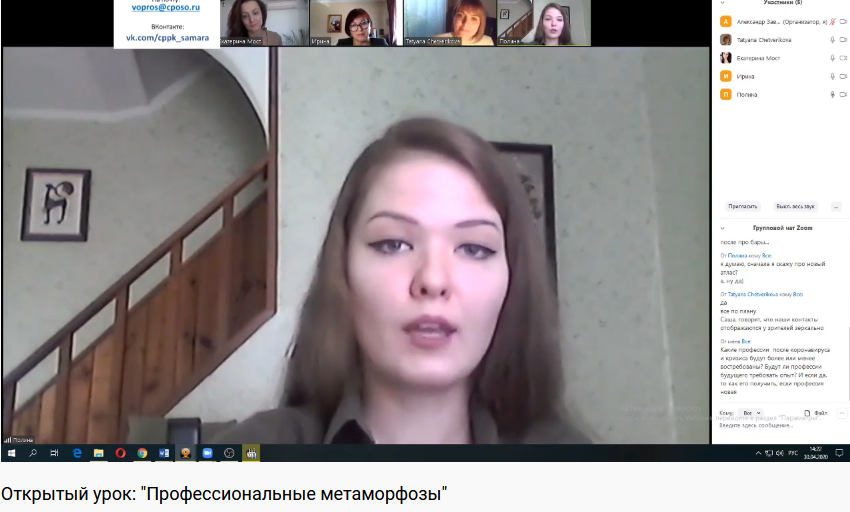 vopros@cposo.ru
ВКонтакте:
vk.com/cppk_samara
Екатерина Мост
Ирина
Tatyana Chetverikova
Полина
Участники (5)
Александр Зак... (Организатор, я)
Tatyana Chetverikova
Екатерина Мост
Ирина
Полина
Пригласить
Выкл. весь звук
...
Групповой чат Zoom
после про барь...
От Полина кому Все:
я думаю, сначала я скажу про новый
атлас?
а, ну да)
От Tatyana Chetverikova кому Все:
да
все по плану
Саша, говорят, что наши контакты
отображаются у зрителей зеркально
От меня Все:
Какие профессии после коронавируса
и кризиса будут более или менее
востребованы? Будут ли профессии
будущего требовать опыт? И если да,
то как его получить, если профессия
новая
Кому:
Все
Файл
...
Введите здесь сообщение...
Полина
РУС
14:22
30.04.2020
Открытый урок: "Профессиональные метаморфозы"